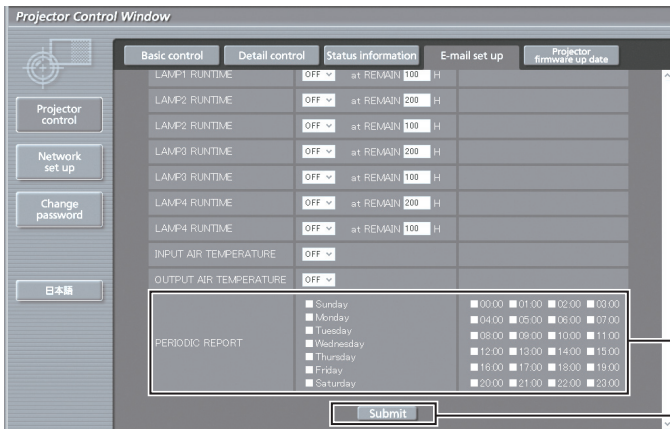 Projector Control Window
Basic control
Detail control
Status information
E-mail set up
Projector
firmware up date
Projector
control
Network
set up
Change
password
日本語
LAMP1 RUNTIME OFF at REMAIN 100 H
LAMP2 RUNTIME OFF at REMAIN 200 H
LAMP2 RUNTIME OFF at REMAIN 100 H
LAMP3 RUNTIME OFF at REMAIN 200 H
LAMP3 RUNTIME OFF at REMAIN 100 H
LAMP4 RUNTIME OFF at REMAIN 200 H
LAMP4 RUNTIME OFF at REMAIN 100 H
INPUT AIR TEMPERATURE OFF
OUTPUT AIR TEMPERATURE OFF
PERIODIC REPORT
Sunday
Monday
Tuesday
Wednesday
Thursday
Friday
Saturday
00:00 01:00 02:00 03:00
04:00 05:00 06:00 07:00
08:00 09:00 10:00 11:00
12:00 13:00 14:00 15:00
16:00 17:00 18:00 19:00
20:00 21:00 22:00 23:00
Submit